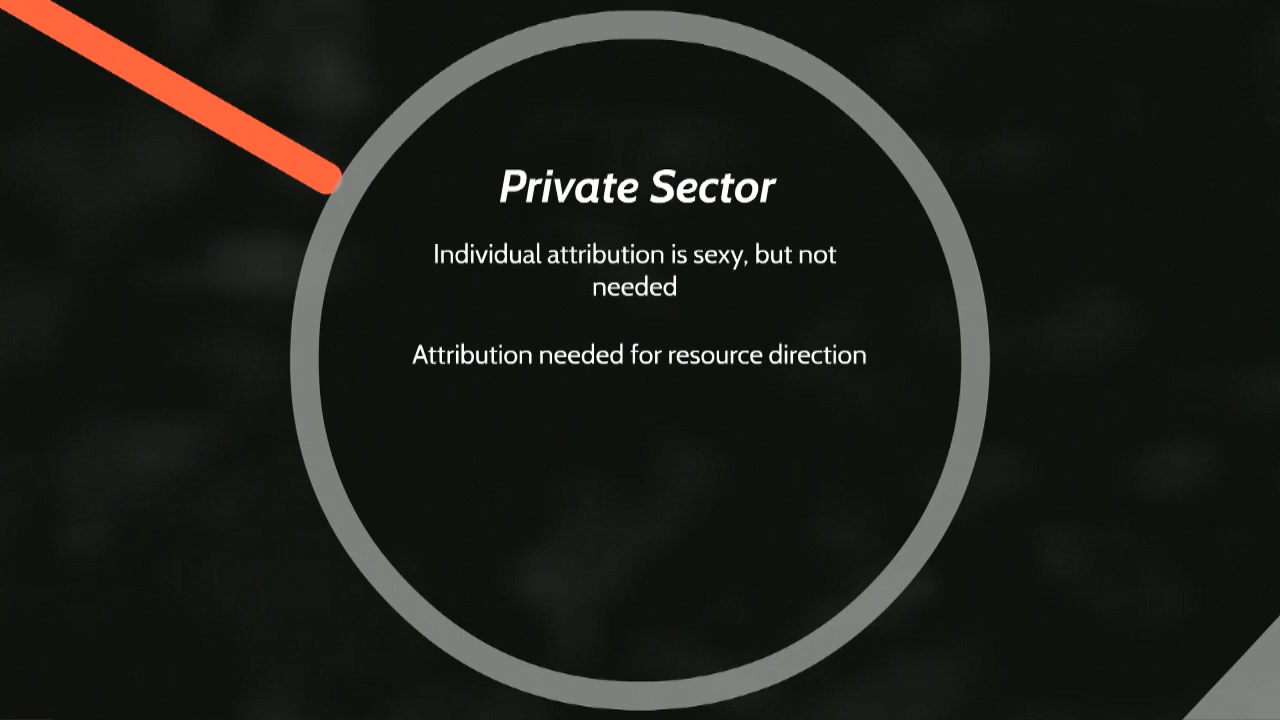 Private Sector
Individual attribution is sexy, but not
needed
Attribution needed for resource direction